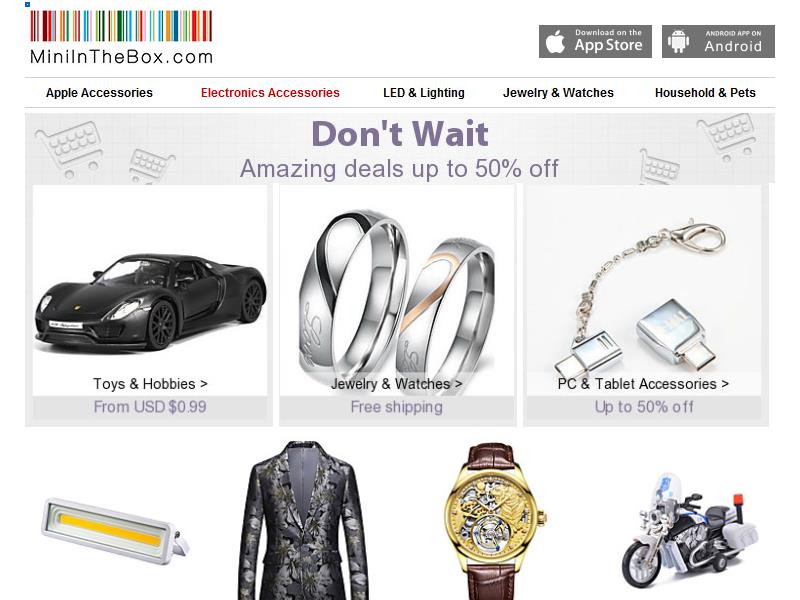 MiniInTheBox.com
Download on the
App Store
ANDROID APP ON
Android
Apple Accessories
Electronics Accessories
LED & Lighting
Jewelry & Watches
Household & Pets
Don't Wait
Amazing deals up to 50% off
Toys & Hobbies >
Jewelry & Watches >
PC & Tablet Accessories >
From USD $0.99
Free shipping
Up to 50% off